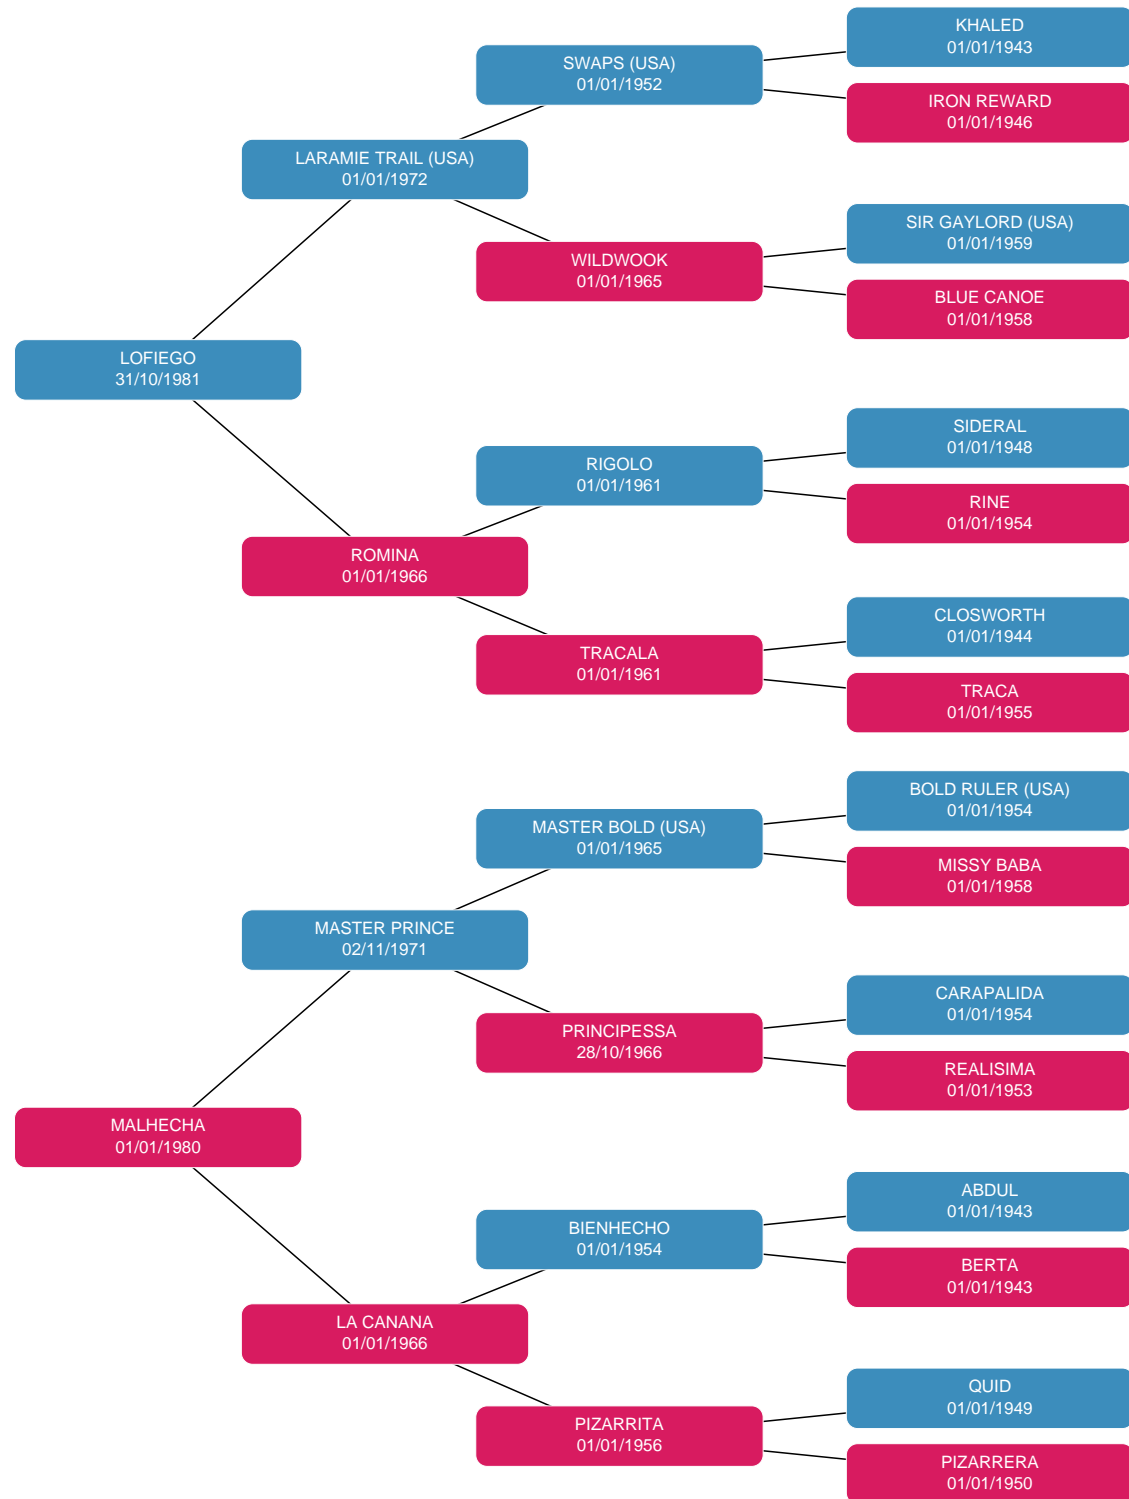 KHALED
01/01/1943
SWAPS (USA)
01/01/1952
IRON REWARD
01/01/1946
LARAMIE TRAIL (USA)
01/01/1972
SIR GAYLORD (USA)
01/01/1959
WILDWOOK
01/01/1965
BLUE CANOE
01/01/1958
LOFIEGO
31/10/1981
SIDERAL
01/01/1948
RIGOLO
01/01/1961
RINE
01/01/1954
ROMINA
01/01/1966
CLOSWORTH
01/01/1944
TRACALA
01/01/1961
TRACA
01/01/1955
BOLD RULER (USA)
01/01/1954
MASTER BOLD (USA)
01/01/1965
MISSY BABA
01/01/1958
MASTER PRINCE
02/11/1971
CARAPALIDA
01/01/1954
PRINCIPESSA
28/10/1966
REALISIMA
01/01/1953
MALHECHA
01/01/1980
ABDUL
01/01/1943
BIENHECHO
01/01/1954
BERTA
01/01/1943
LA CANANA
01/01/1966
QUID
01/01/1949
PIZARRITA
01/01/1956
PIZARRERA
01/01/1950